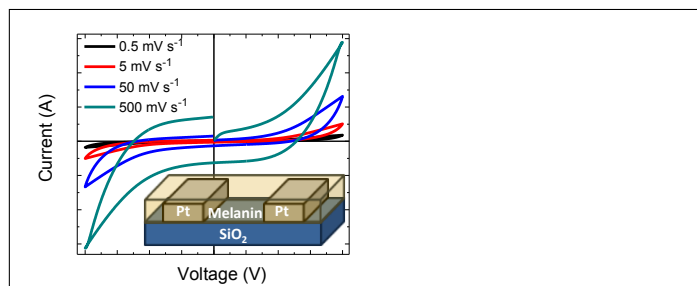 0.5 mV s⁻¹
5 mV s⁻¹
50 mV s⁻¹
500 mV s⁻¹
Current (A)
Pt Melanin Pt
SiO₂
Voltage (V)